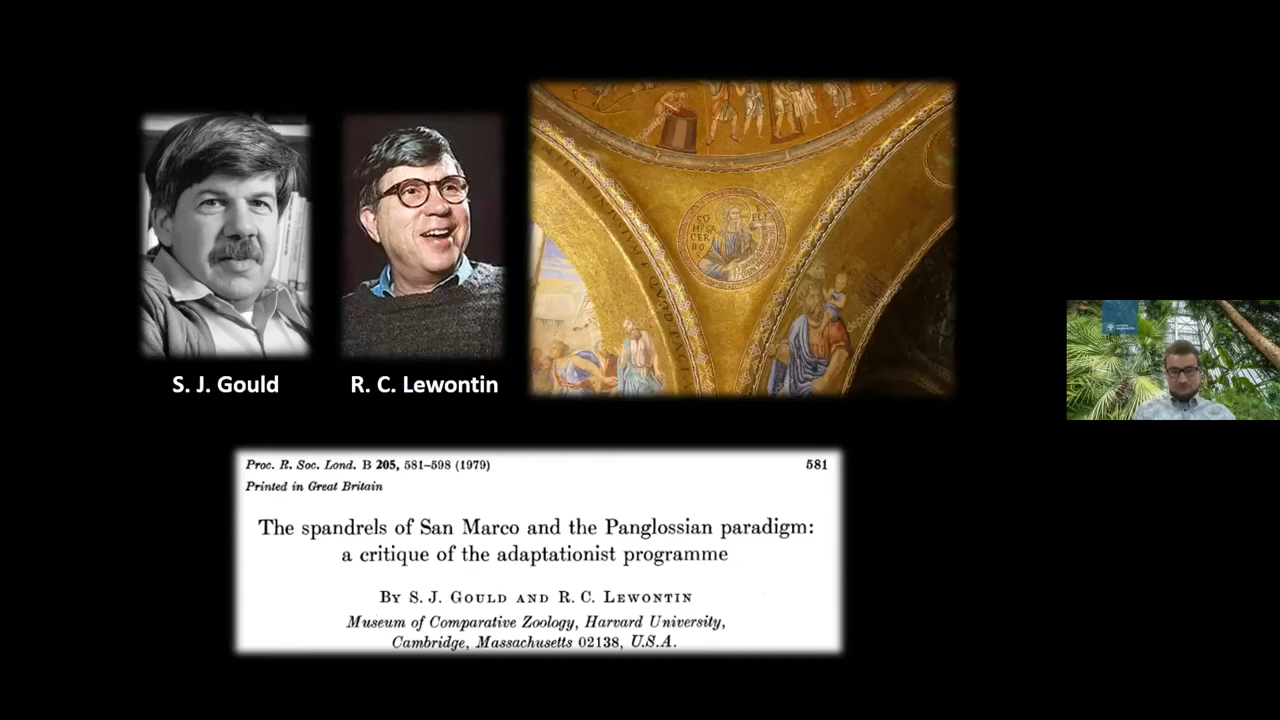 S. J. Gould
R. C. Lewontin
Proc. R. Soc. Lond. B 205, 581–598 (1979)
581
Printed in Great Britain
The spandrels of San Marco and the Panglossian paradigm:
a critique of the adaptationist programme
By S. J. Gould and R. C. Lewontin
Museum of Comparative Zoology, Harvard University,
Cambridge, Massachusetts 02138, U.S.A.